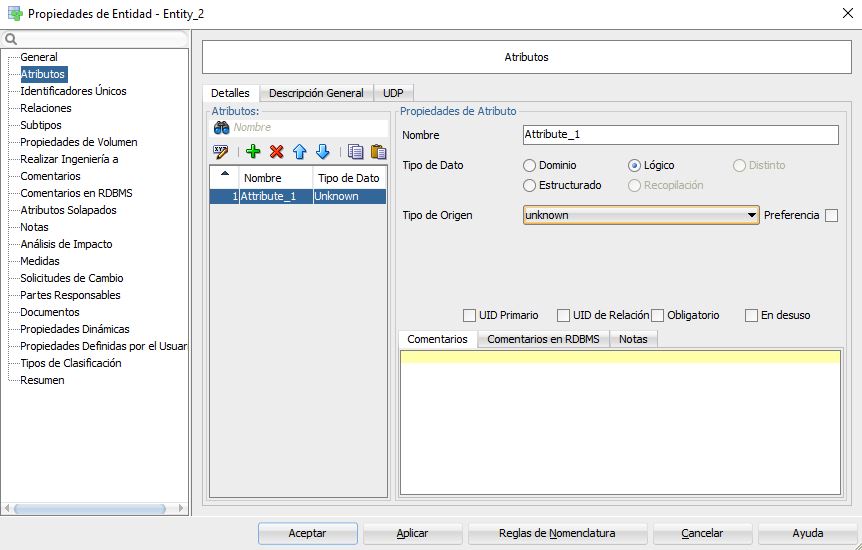 Propiedades de Entidad - Entity_2
General
Atributos
Identificadores Únicos
Relaciones
Subtipos
Propiedades de Volumen
Realizar Ingeniería a
Comentarios
Comentarios en RDBMS
Atributos Solapados
Notas
Análisis de Impacto
Medidas
Solicitudes de Cambio
Partes Responsables
Documentos
Propiedades Dinámicas
Propiedades Definidas por el Usuar
Tipos de Clasificación
Resumen
Atributos
Detalles Descripción General UDP
Atributos:
Nombre
XYZ
Nombre Tipo de Dato
1 Attribute_1 Unknown
Propiedades de Atributo
Nombre Attribute_1
Tipo de Dato Dominio Lógico Distinto
Estructurado Recopilación
Tipo de Origen unknown Preferencia
UID Primario UID de Relación Obligatorio En desuso
Comentarios Comentarios en RDBMS Notas
Aceptar Aplicar Reglas de Nomenclatura Cancelar Ayuda